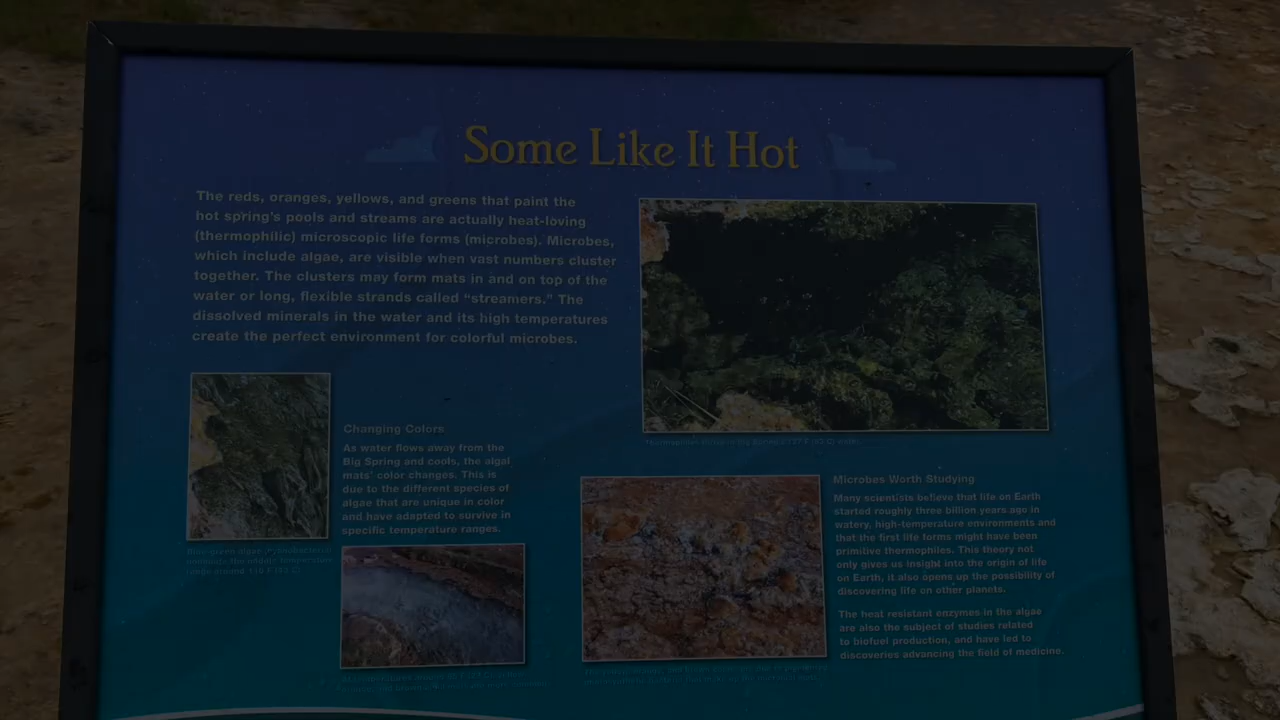 Some Like It Hot
The reds, oranges, yellows, and greens that paint the
hot spring's pools and streams are actually heat-loving
(thermophilic) microscopic life forms (microbes). Microbes,
which include algae, are visible when vast numbers cluster
together. The clusters may form mats in and on top of the
water or long, flexible strands called “streamers.” The
dissolved minerals in the water and its high temperatures
create the perfect environment for colorful microbes.
Changing Colors
As water flows away from the
Big Spring and cools, the algal
mats' color changes. This is
due to the different species of
algae that are unique in color
and have adapted to survive in
specific temperature ranges.
Microbes Worth Studying
Many scientists believe that life on Earth
started roughly three billion years ago in
watery, high-temperature environments and
that the first life forms might have been
primitive thermophiles. This theory not
only gives us insight into the origin of life
on Earth, it also opens up the possibility of
discovering life on other planets.
The heat resistant enzymes in the algae
are also the subject of studies related
to biofuel production, and have led to
discoveries advancing the field of medicine.